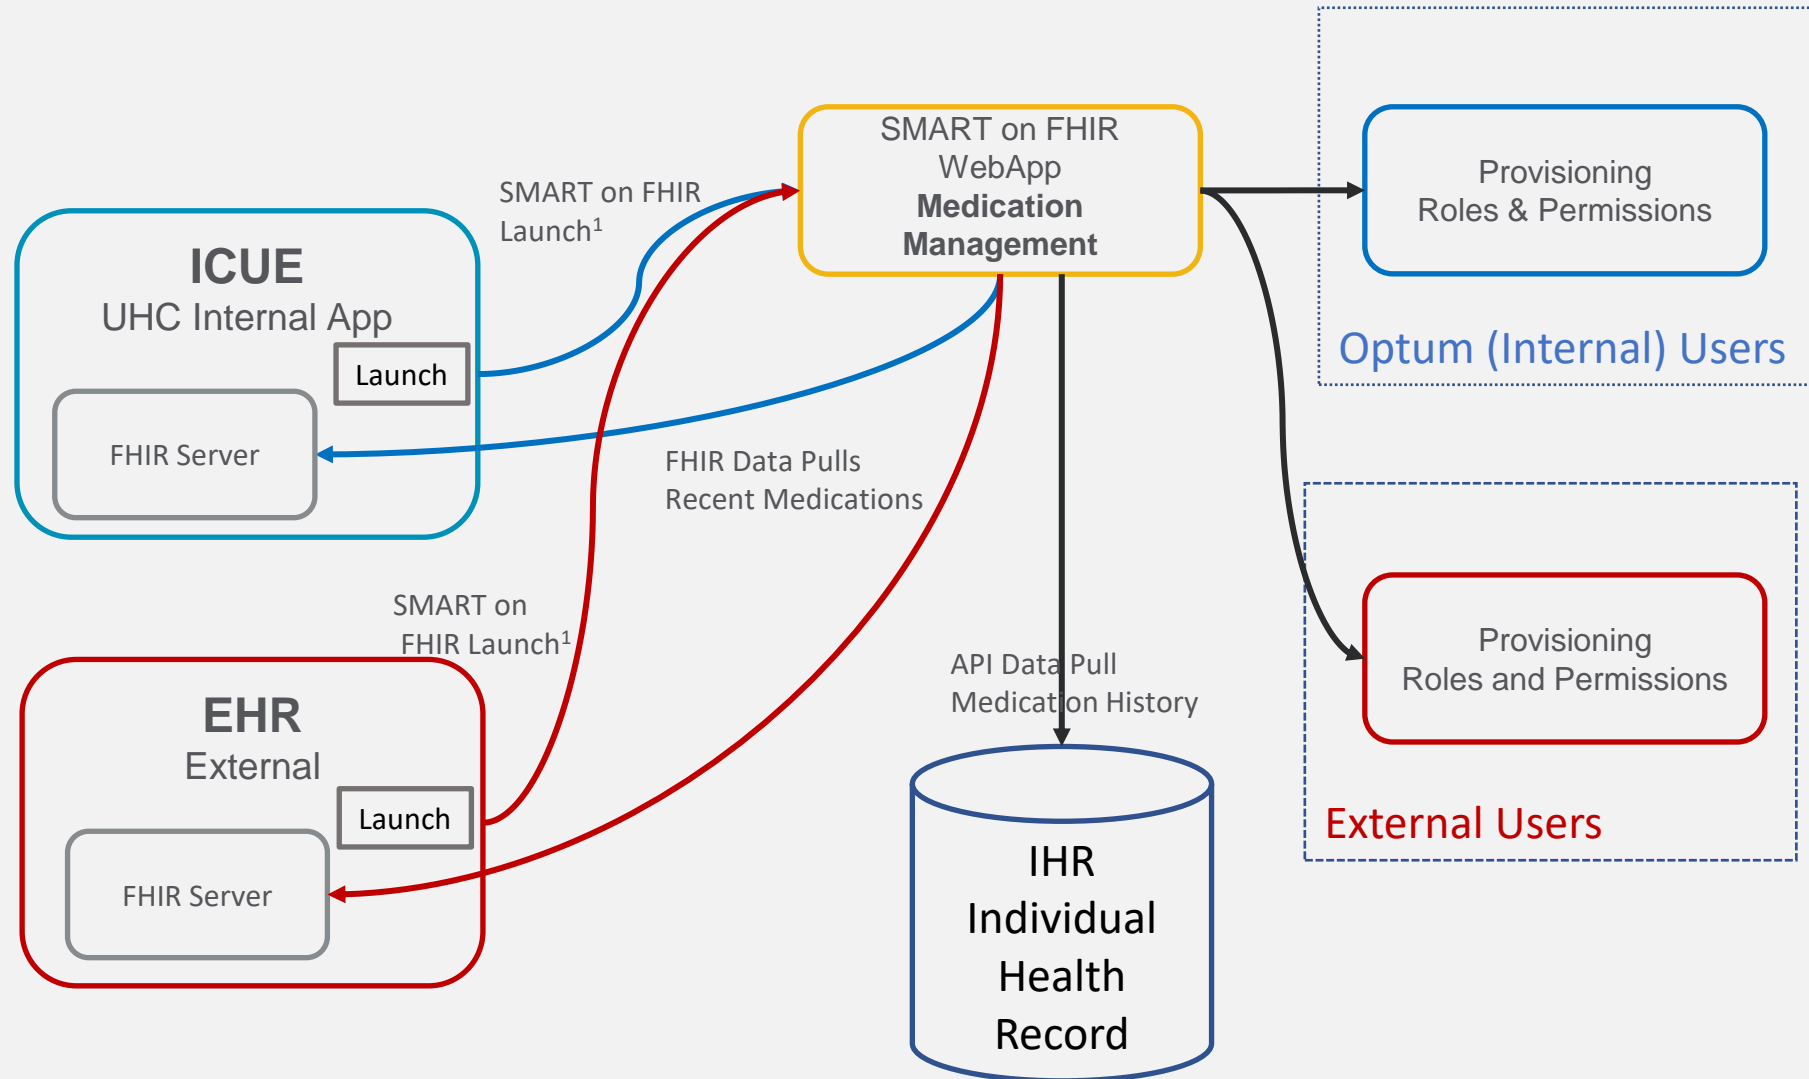 SMART on FHIR
WebApp
Medication
Management
Provisioning
Roles & Permissions
Optum (Internal) Users
SMART on FHIR
Launch¹
ICUE
UHC Internal App
Launch
FHIR Server
FHIR Data Pulls
Recent Medications
SMART on
FHIR Launch¹
EHR
External
Launch
FHIR Server
API Data Pull
Medication History
IHR
Individual
Health
Record
Provisioning
Roles and Permissions
External Users